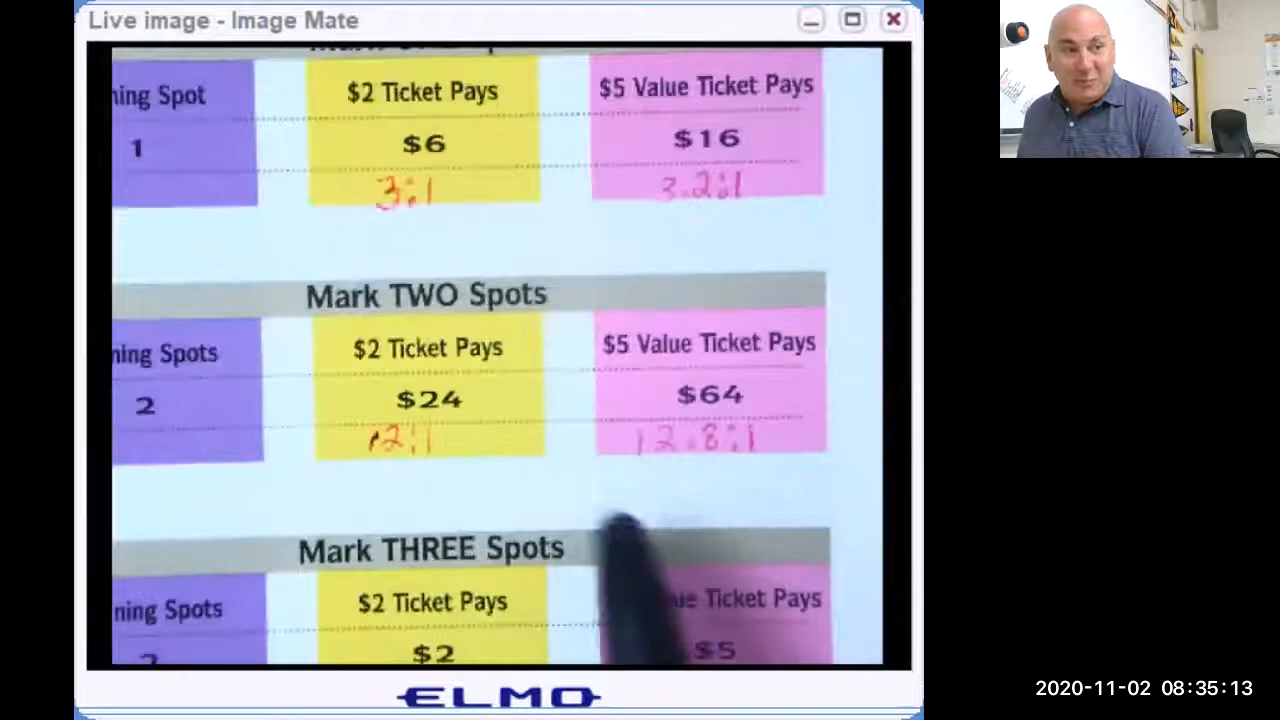 Live image - Image Mate
ning Spot $2 Ticket Pays $5 Value Ticket Pays
1 $6 $16
3:1 3.2:1
Mark TWO Spots
ning Spots $2 Ticket Pays $5 Value Ticket Pays
2 $24 $64
12:1 12.8:1
Mark THREE Spots
ning Spots $2 Ticket Pays ue Ticket Pays
$2 $5
ELMO
2020-11-02 08:35:13